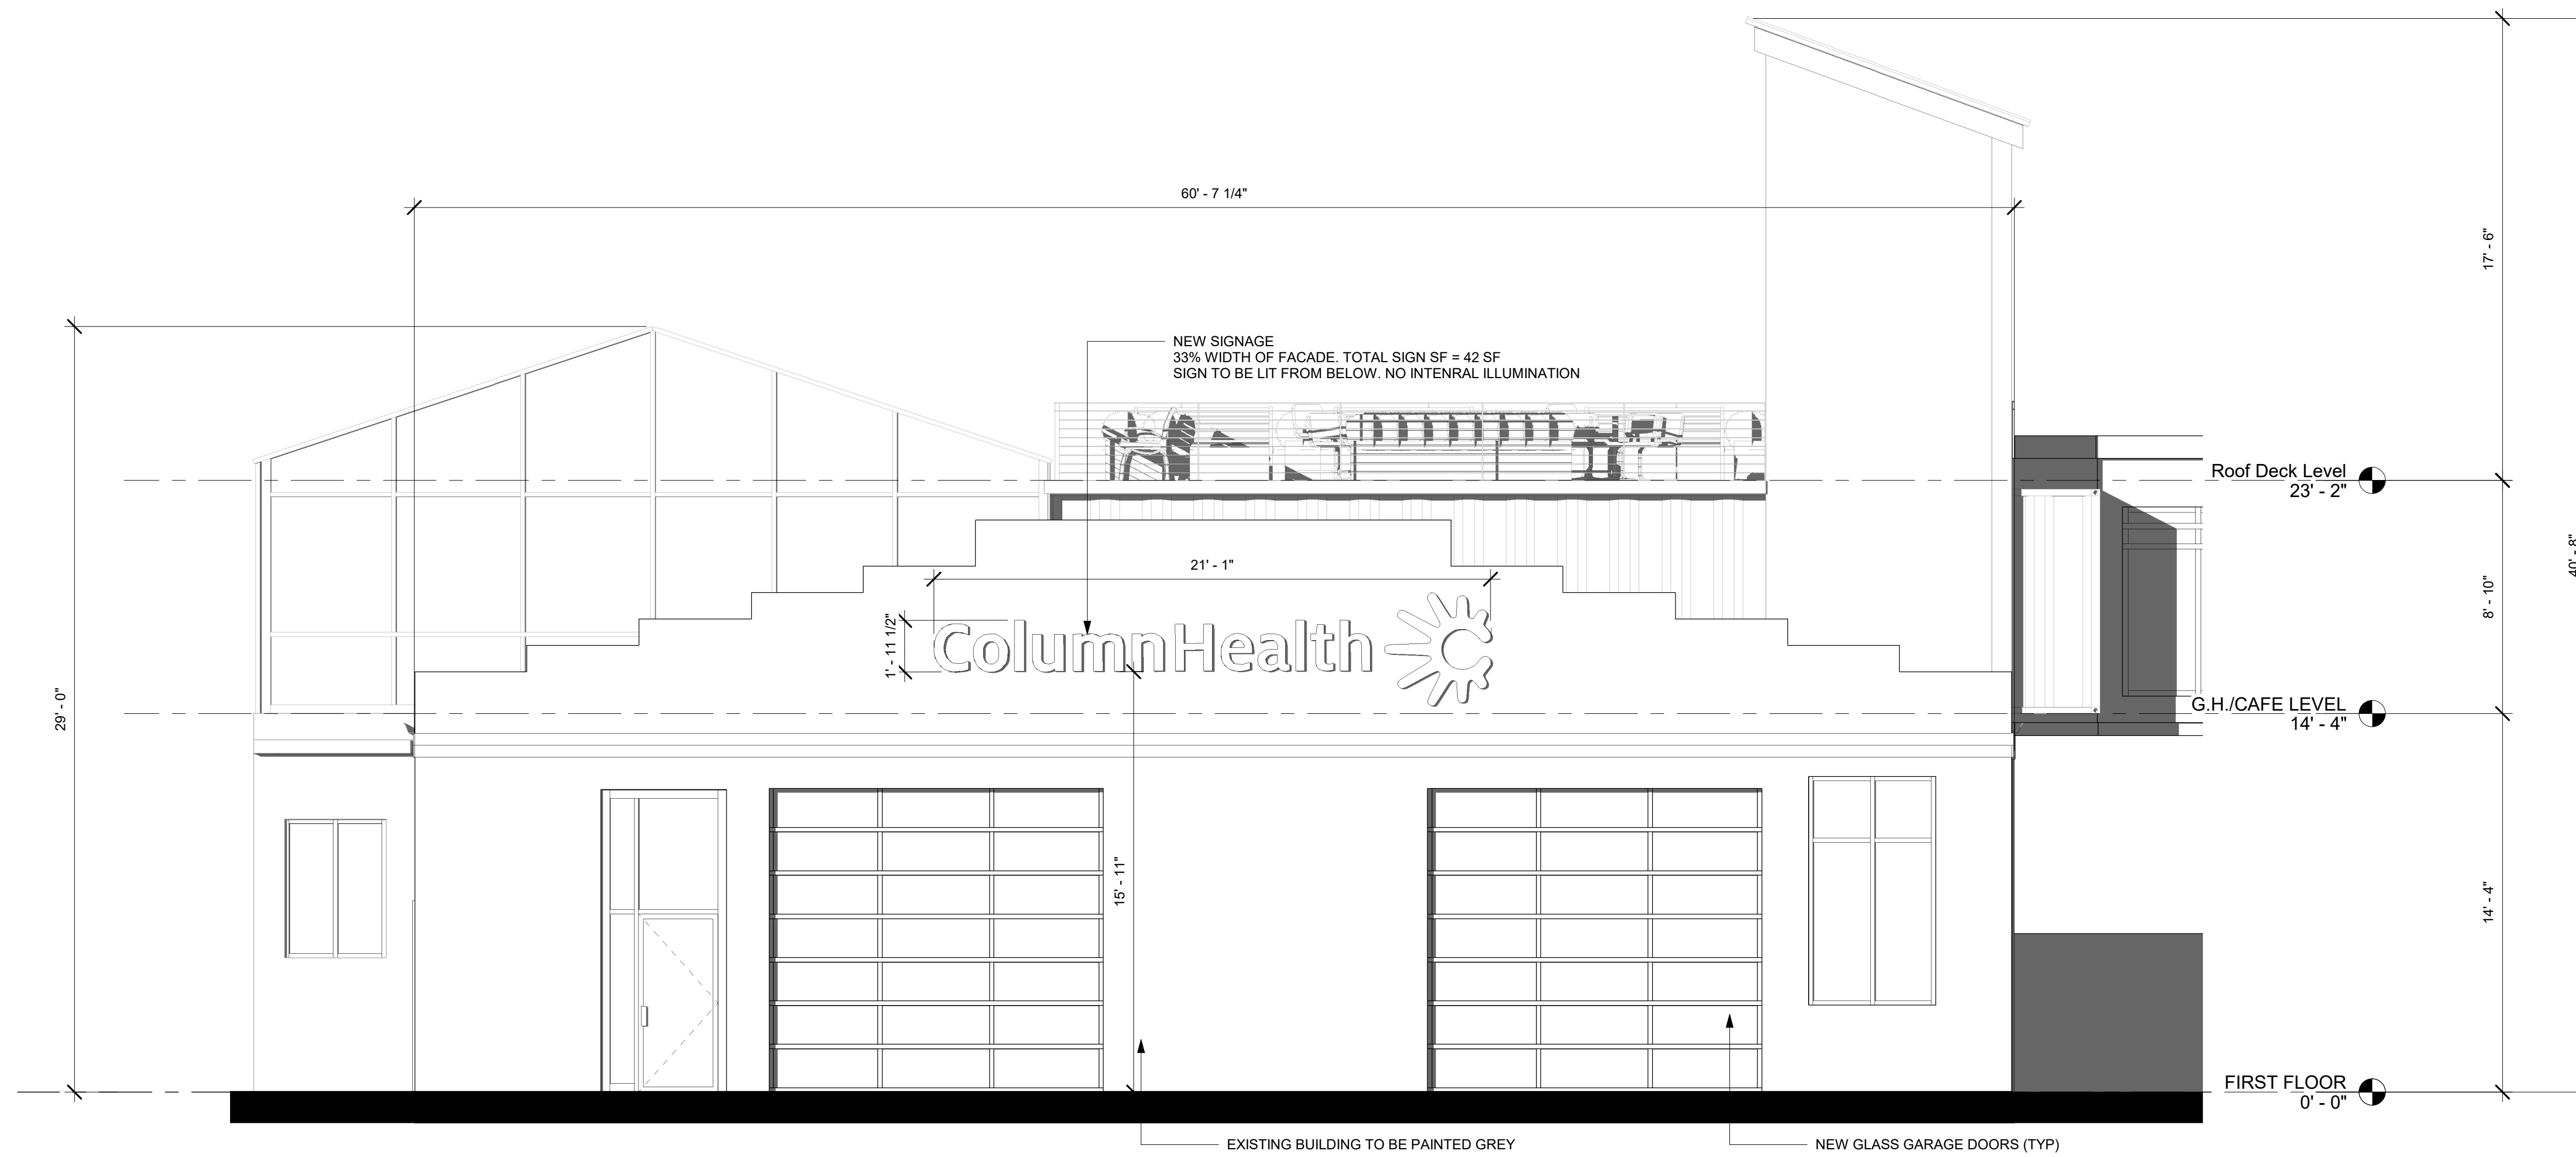 60' - 7 1/4"
17' - 6"
NEW SIGNAGE
33% WIDTH OF FACADE. TOTAL SIGN SF = 42 SF
SIGN TO BE LIT FROM BELOW. NO INTENRAL ILLUMINATION
Roof Deck Level
23' - 2"
40' - 8"
21' - 1"
8' - 10"
1' - 11 1/2"
ColumnHealth
29' - 0"
G.H./CAFE LEVEL
14' - 4"
15' - 11"
14' - 4"
FIRST FLOOR
0' - 0"
EXISTING BUILDING TO BE PAINTED GREY
NEW GLASS GARAGE DOORS (TYP)